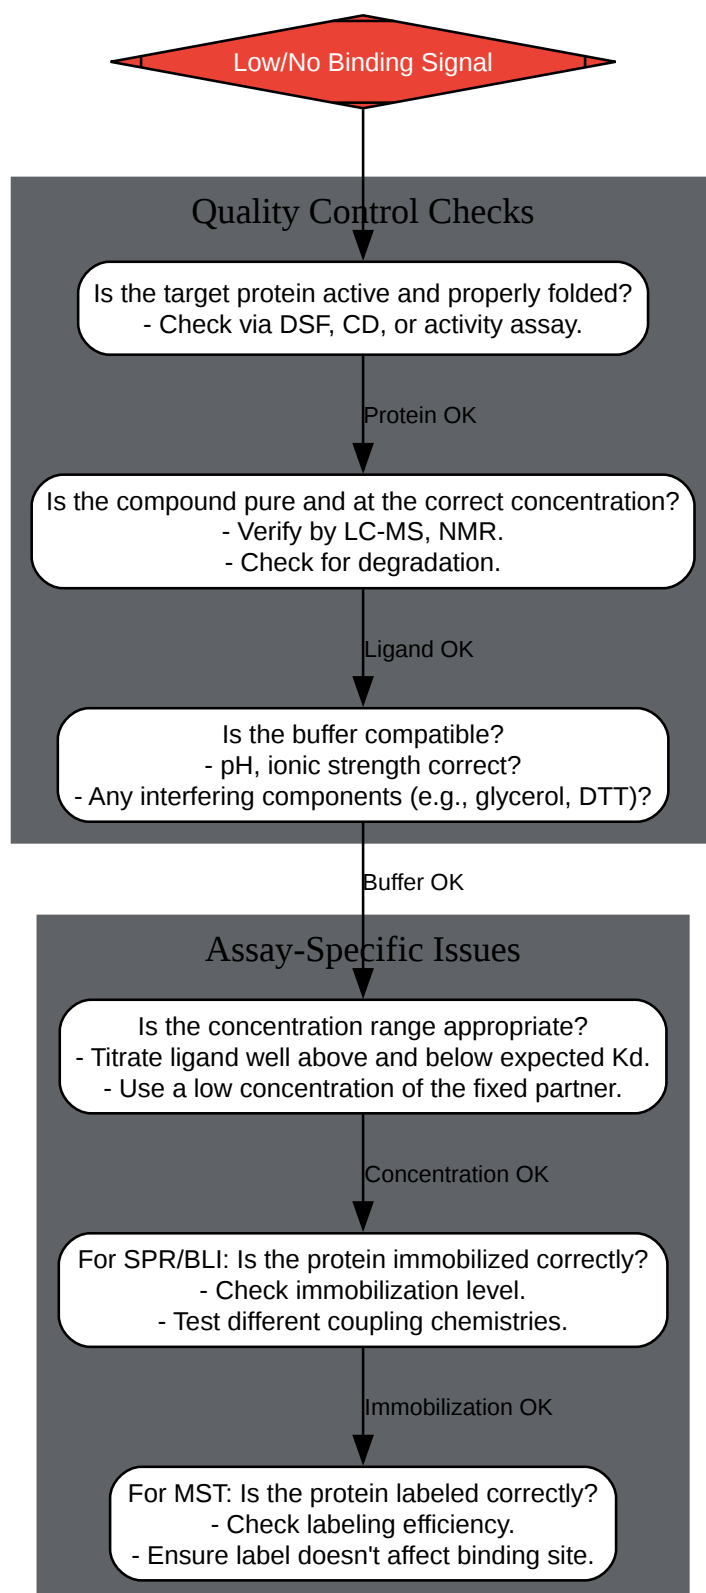 Low/No Binding Signal
Quality Control Checks
Is the target protein active and properly folded?
- Check via DSF, CD, or activity assay.
Protein OK
Is the compound pure and at the correct concentration?
- Verify by LC-MS, NMR.
- Check for degradation.
Ligand OK
Is the buffer compatible?
- pH, ionic strength correct?
- Any interfering components (e.g., glycerol, DTT)?
Buffer OK
Assay-Specific Issues
Is the concentration range appropriate?
- Titrate ligand well above and below expected Kd.
- Use a low concentration of the fixed partner.
Concentration OK
For SPR/BLI: Is the protein immobilized correctly?
- Check immobilization level.
- Test different coupling chemistries.
Immobilization OK
For MST: Is the protein labeled correctly?
- Check labeling efficiency.
- Ensure label doesn't affect binding site.